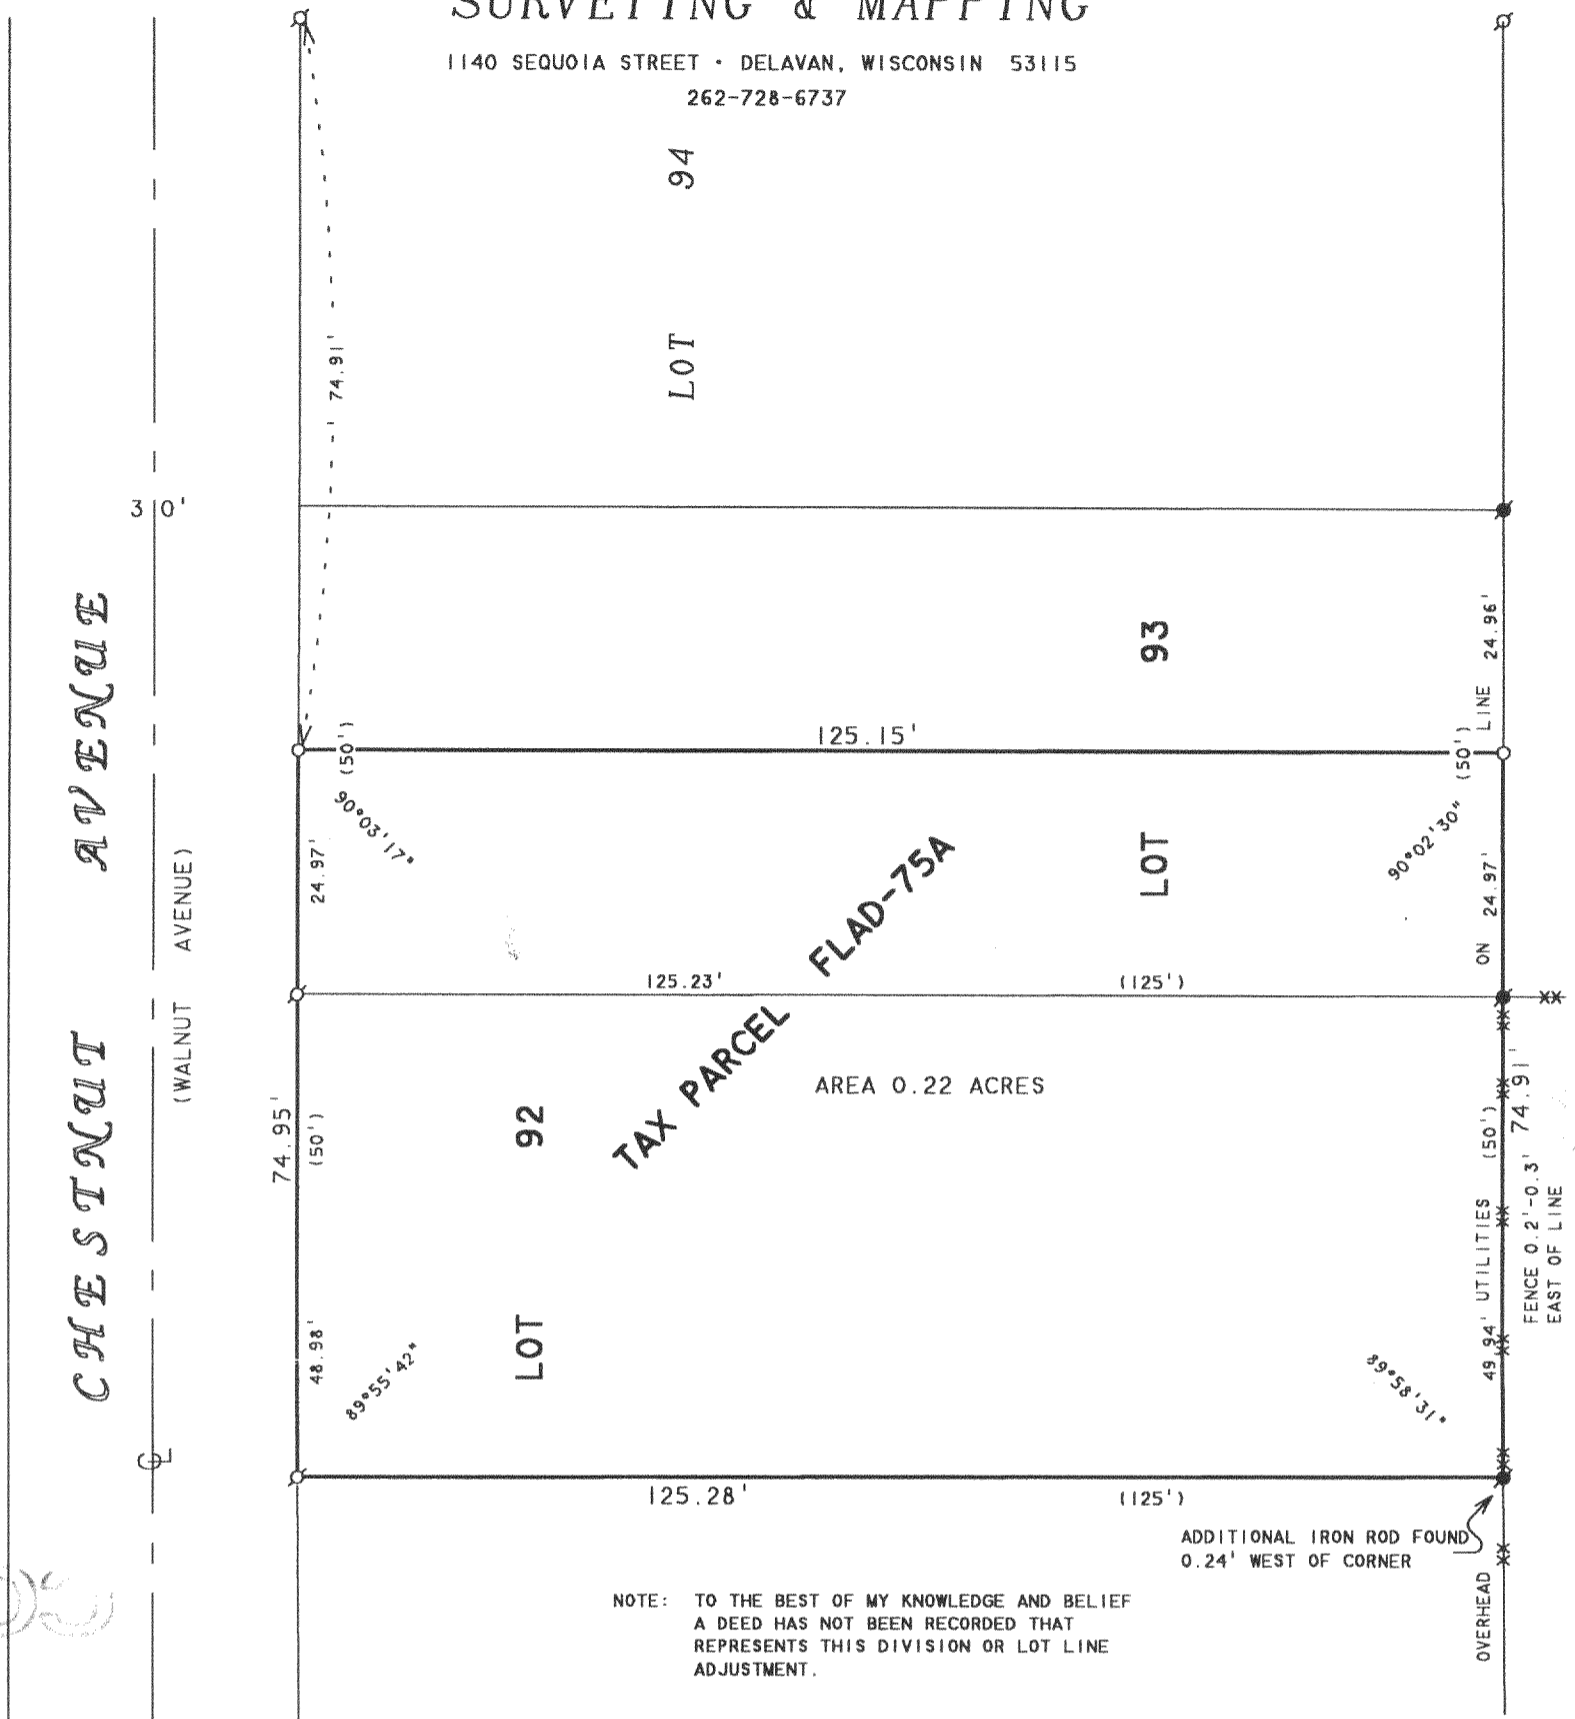 SURVEYING & MAPPING
1140 SEQUOIA STREET • DELAVAN, WISCONSIN 53115
262-728-6737
LOT 94
74.91'
30'
CHESTNUT AVENUE
(WALNUT AVENUE)
LOT 93
24.96'
125.15'
(50')
(50')
90°03'17"
90°02'30"
24.97'
24.97'
ON LINE
TAX PARCEL FLAD-75A
125.23'
(125')
AREA 0.22 ACRES
LOT 92
74.95'
(50')
48.98'
89°55'42"
89°58'31"
(50')
74.91'
49.94'
OVERHEAD UTILITIES
FENCE 0.2'-0.3'
EAST OF LINE
CL
125.28'
(125')
ADDITIONAL IRON ROD FOUND
0.24' WEST OF CORNER
NOTE: TO THE BEST OF MY KNOWLEDGE AND BELIEF
A DEED HAS NOT BEEN RECORDED THAT
REPRESENTS THIS DIVISION OR LOT LINE
ADJUSTMENT.